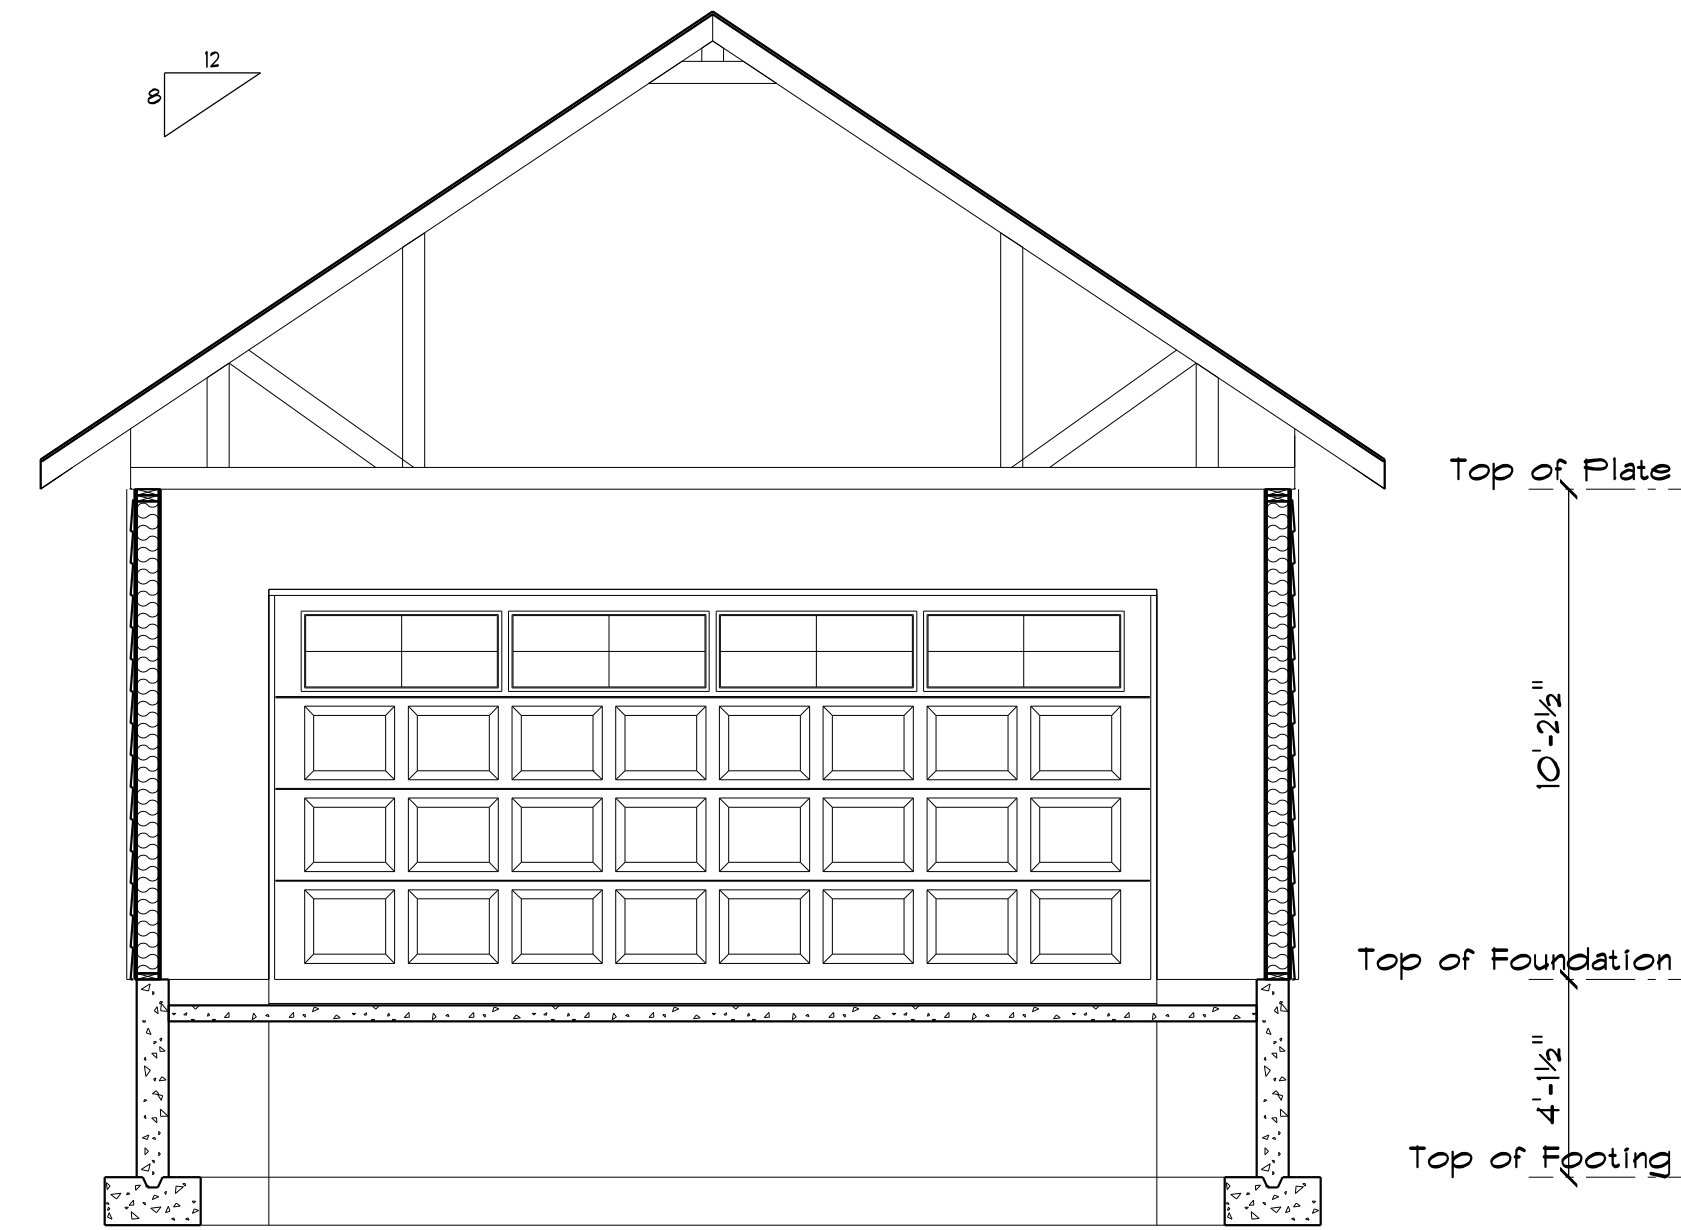 12
8
Top of Plate
10'-2½"
Top of Foundation
4'-1½"
Top of Footing